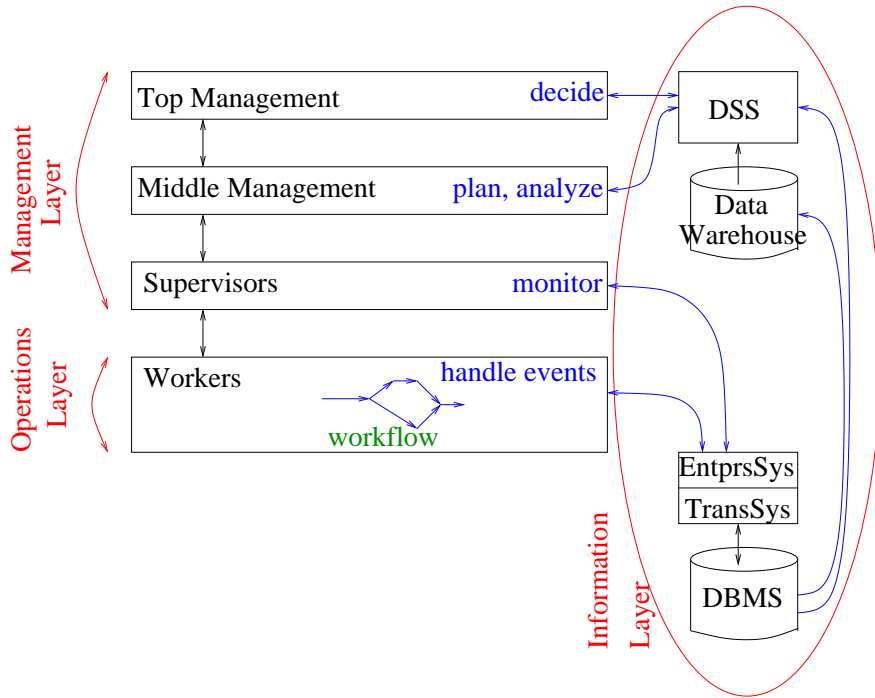 Top Management
decide
DSS
Management
Layer
Middle Management
plan, analyze
Data
Warehouse
Supervisors
monitor
Operations
Layer
Workers
handle events
workflow
EntprsSys
TransSys
Information
Layer
DBMS